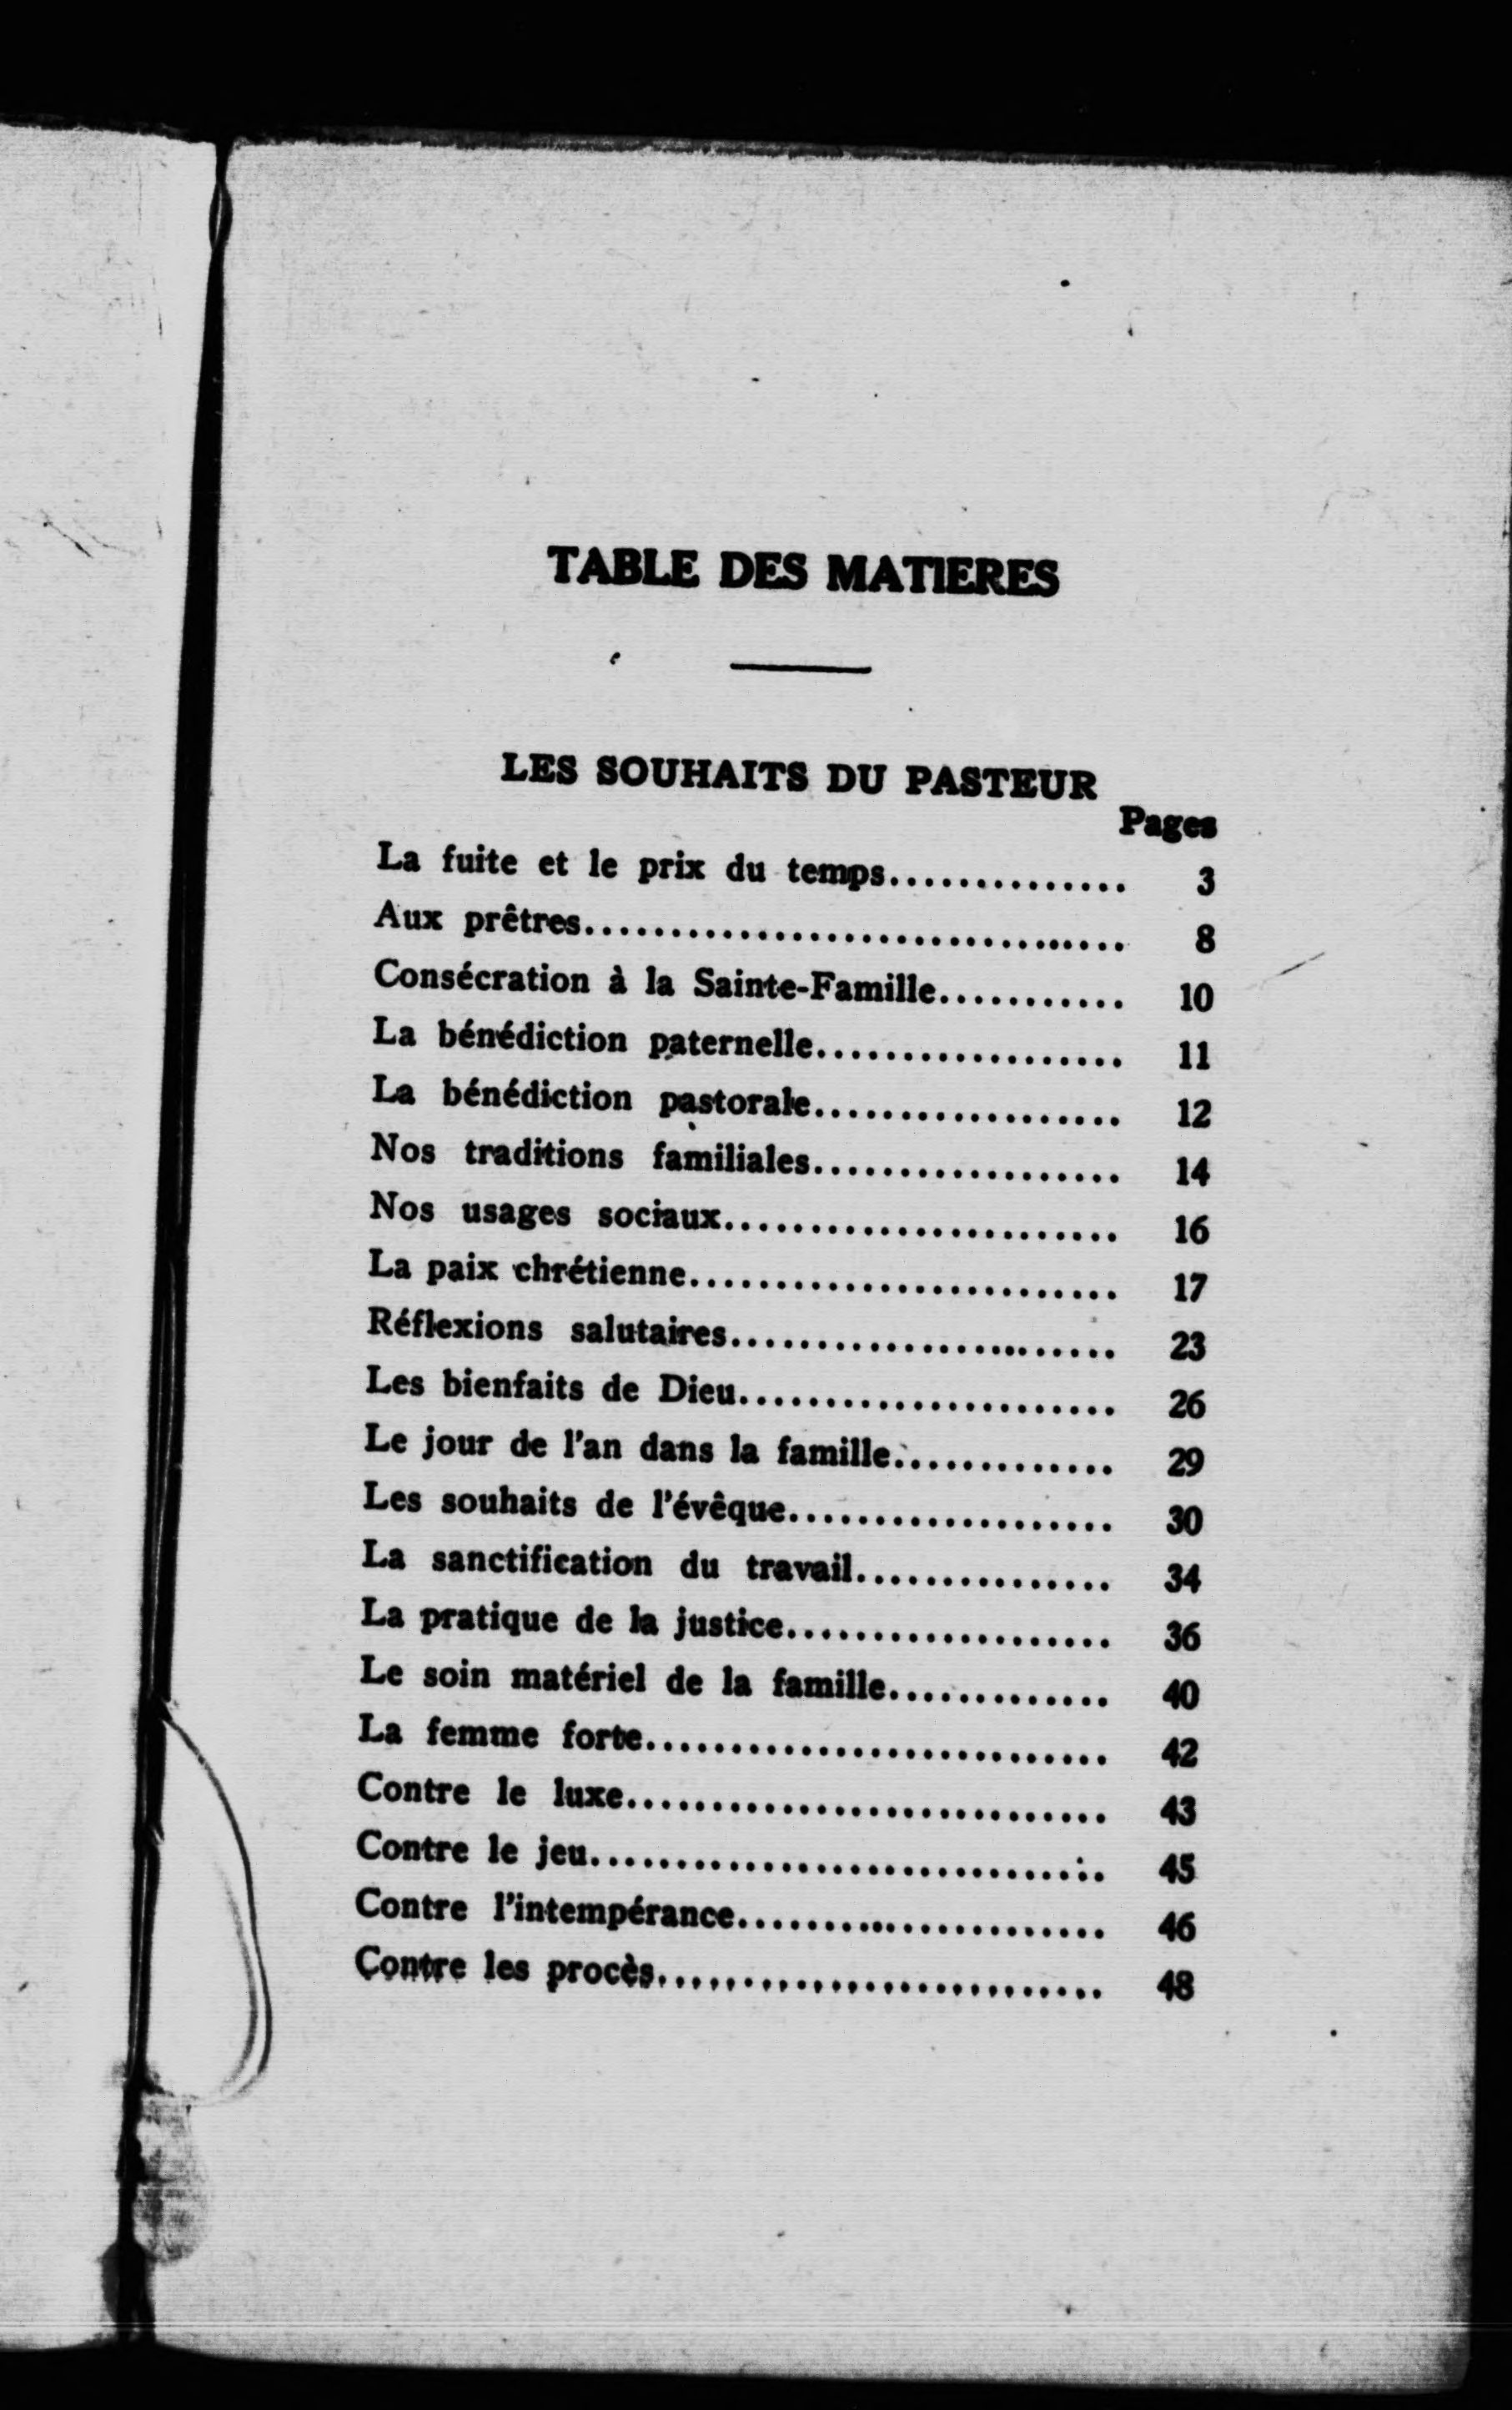 TABLE DES MATIERES
LES SOUHAITS DU PASTEUR
Pages
La fuite et le prix du temps.............. 3
Aux prêtres................................ 8
Consécration à la Sainte-Famille........... 10
La bénédiction paternelle.................. 11
La bénédiction pastorale.................. 12
Nos traditions familiales.................. 14
Nos usages sociaux....................... 16
La paix chrétienne......................... 17
Réflexions salutaires....................... 23
Les bienfaits de Dieu...................... 26
Le jour de l'an dans la famille............. 29
Les souhaits de l'évêque................... 30
La sanctification du travail............... 34
La pratique de la justice................... 36
Le soin matériel de la famille............. 40
La femme forte........................... 42
Contre le luxe............................ 43
Contre le jeu.............................. 45
Contre l'intempérance...................... 46
Contre les procès.......................... 48